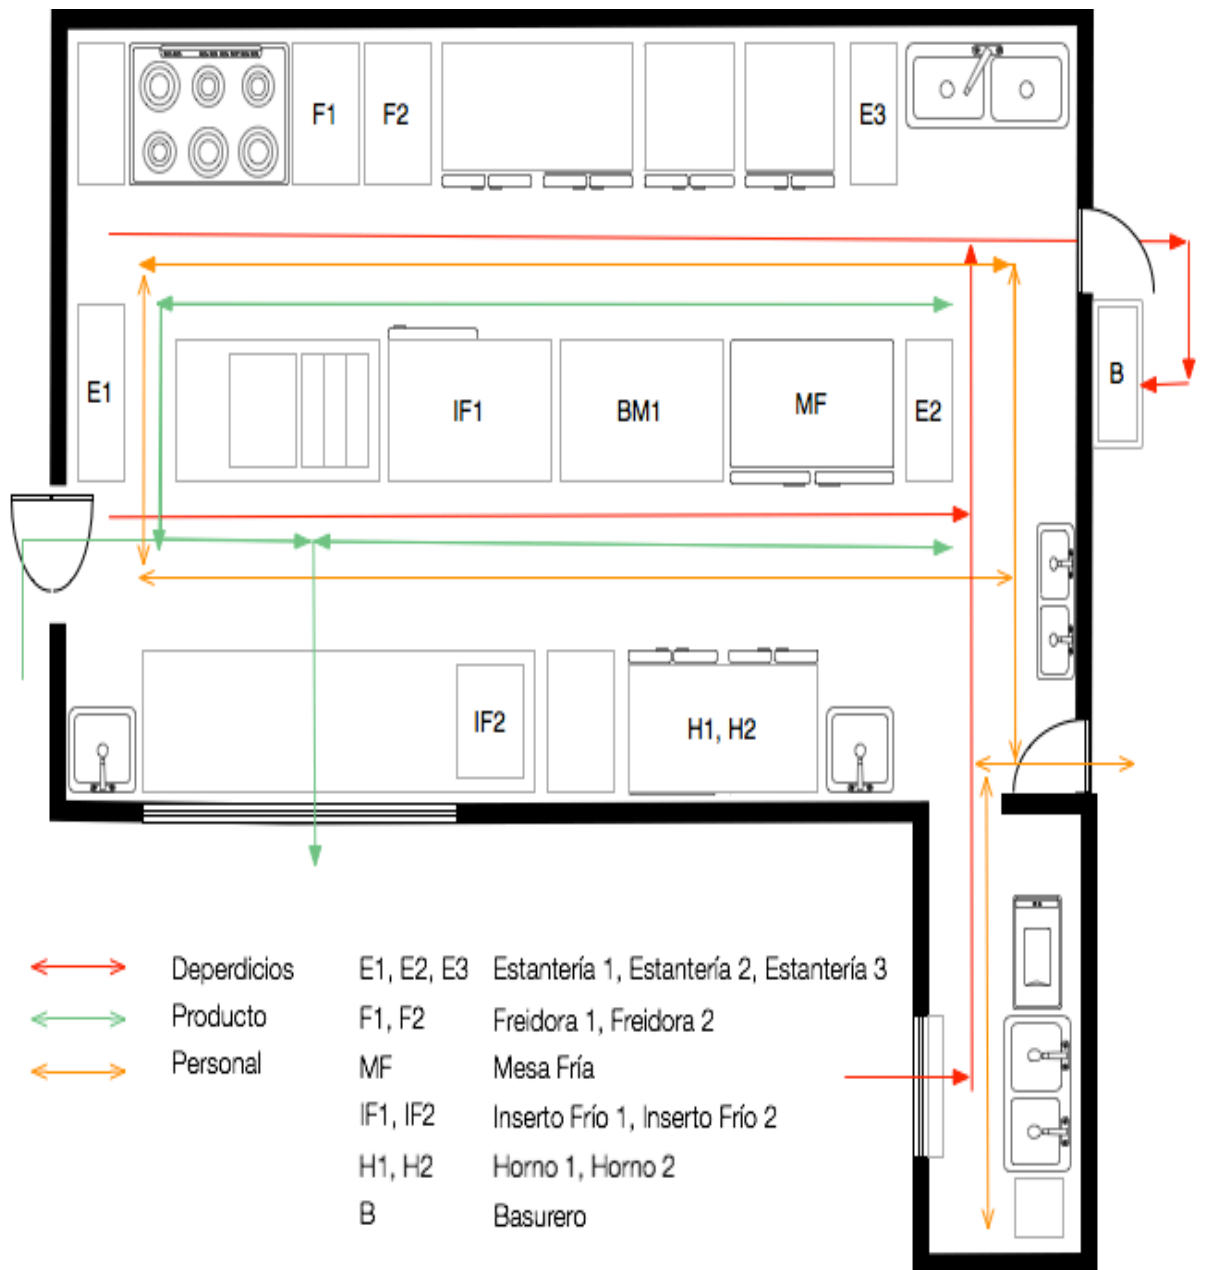 F1 F2 E3
E1 IF1 BM1 MF E2 B
IF2 H1, H2
Deperdicios E1, E2, E3 Estantería 1, Estantería 2, Estantería 3
Producto F1, F2 Freidora 1, Freidora 2
Personal MF Mesa Fría
IF1, IF2 Inserto Frío 1, Inserto Frío 2
H1, H2 Horno 1, Horno 2
B Basurero